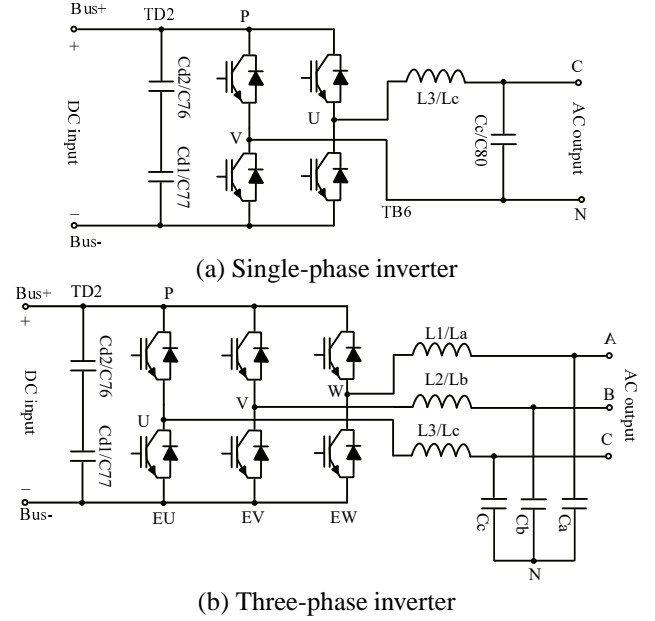 Bus+
TD2
P
+
DC input
Cd2/C76
Cd1/C77
U
V
L3/Lc
C
Cc/C80
AC output
TB6
N
–
Bus-
(a) Single-phase inverter
Bus+
TD2
P
+
DC input
Cd2/C76
Cd1/C77
U
V
W
L1/La
L2/Lb
L3/Lc
A
B
C
AC output
Cc
Cb
Ca
N
–
Bus-
EU
EV
EW
(b) Three-phase inverter